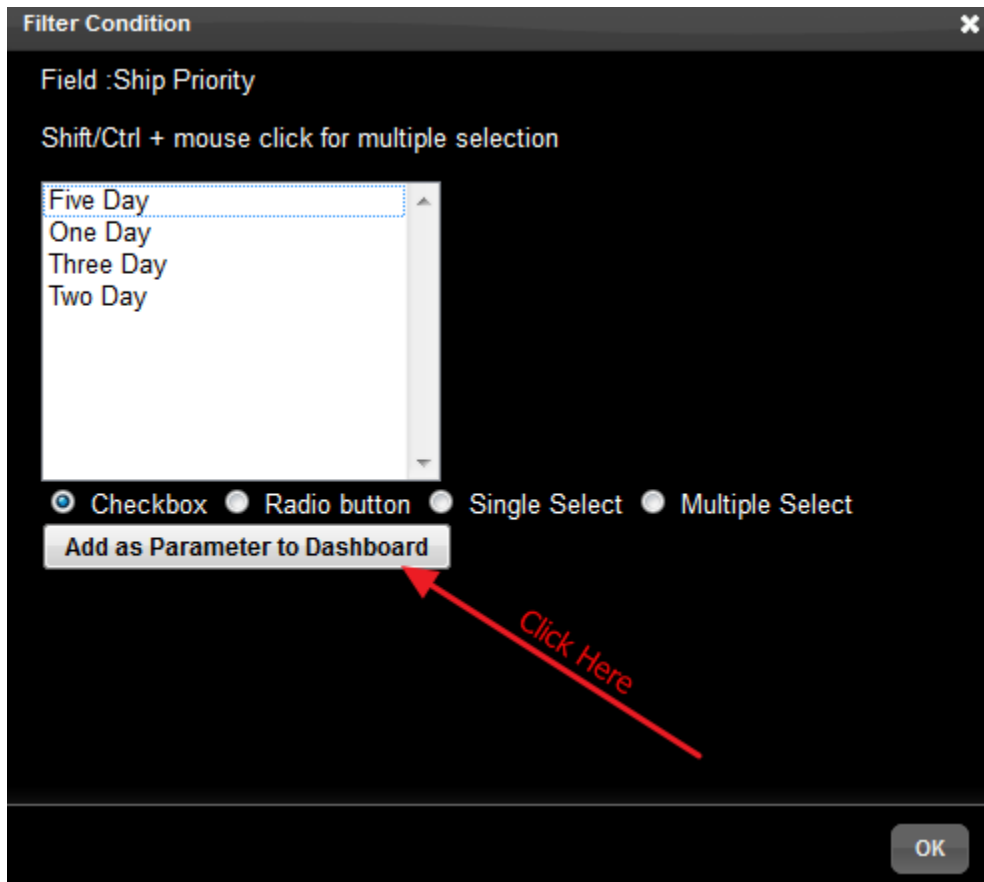 Filter Condition
Field :Ship Priority
Shift/Ctrl + mouse click for multiple selection
Five Day
One Day
Three Day
Two Day
Checkbox Radio button Single Select Multiple Select
Add as Parameter to Dashboard
Click Here
OK